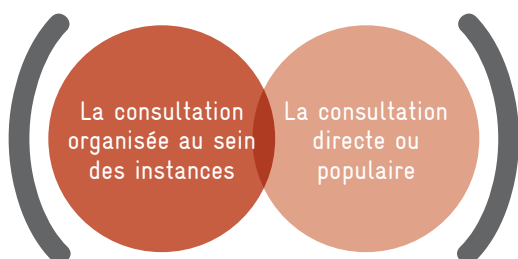 La consultation
organisée au sein
des instances
La consultation
directe ou
populaire